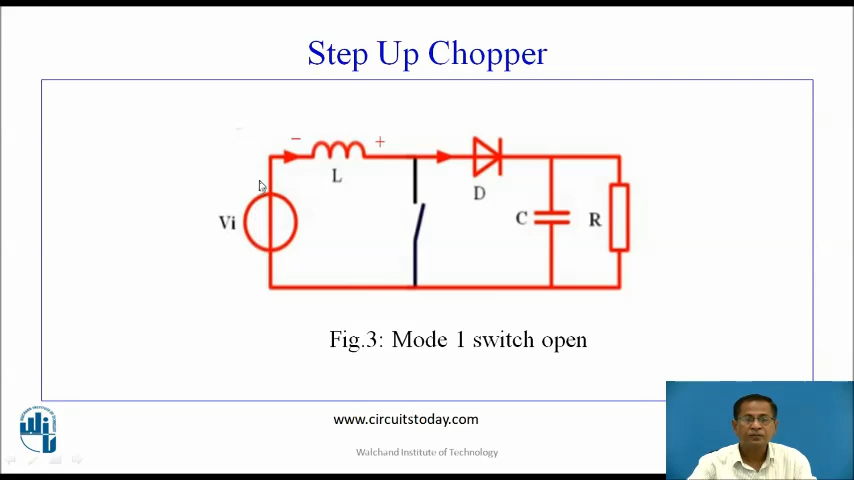 Step Up Chopper
− +
L
D
Vi
C
R
Fig.3: Mode 1 switch open
www.circuitstoday.com
Walchand Institute of Technology